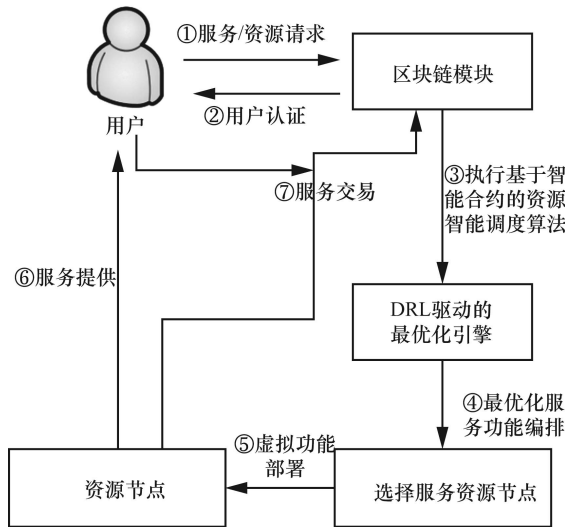 ①服务/资源请求
区块链模块
②用户认证
用户
③执行基于智
能合约的资源
智能调度算法
⑦服务交易
⑥服务提供
DRL驱动的
最优化引擎
④最优化服
务功能编排
⑤虚拟功能
部署
资源节点
选择服务资源节点